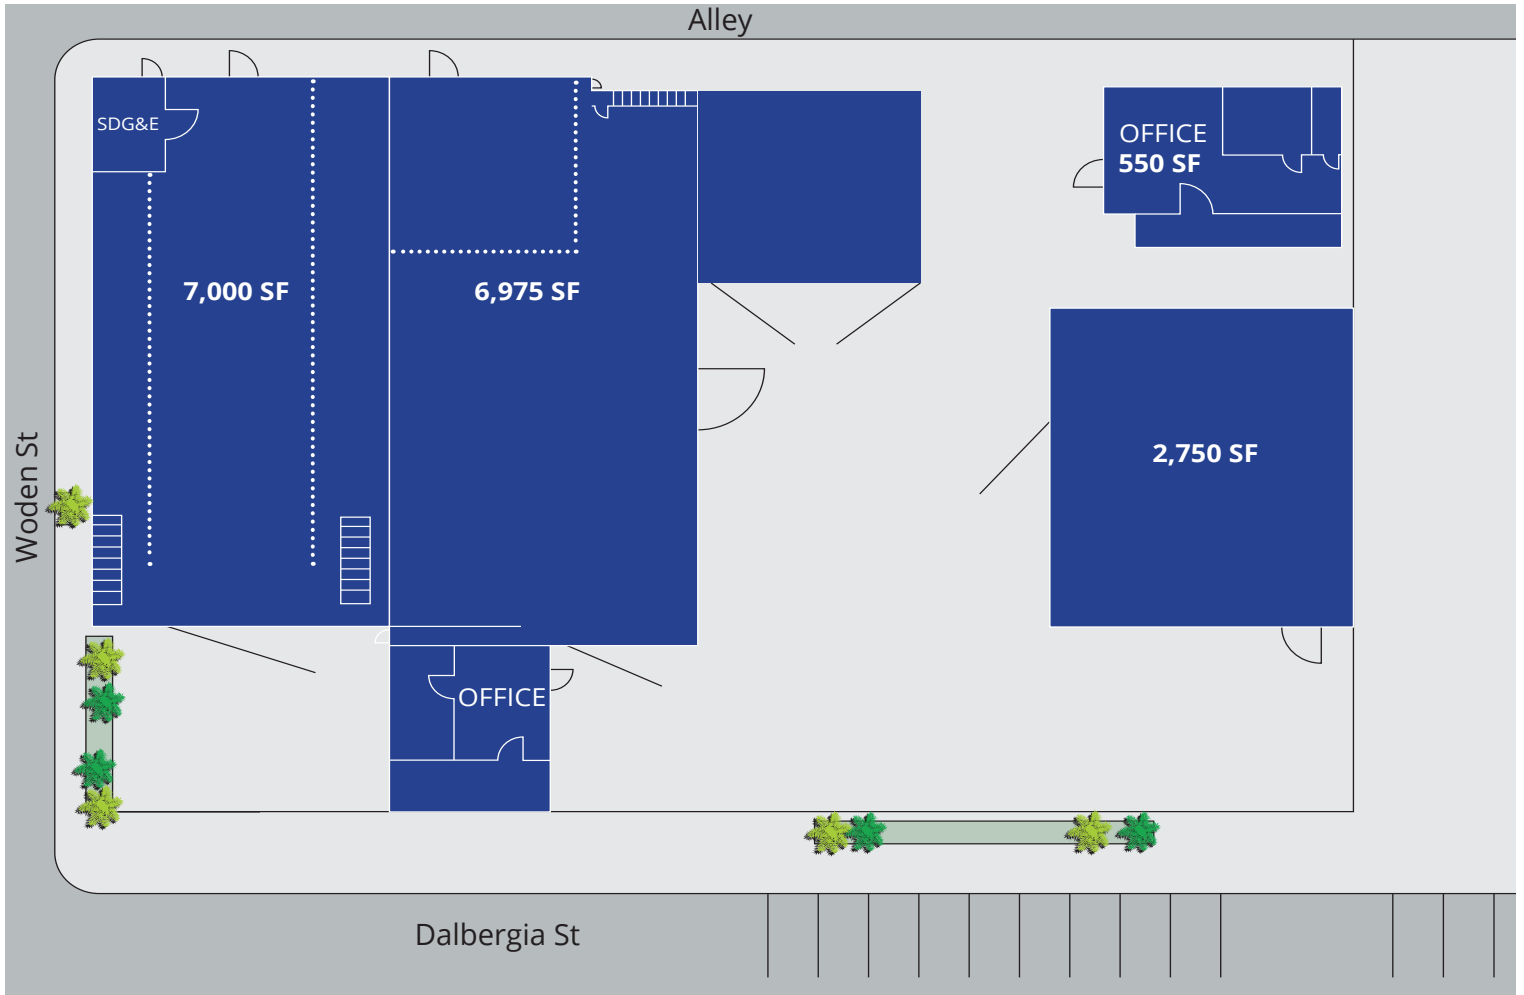 Alley
SDG&E
OFFICE
550 SF
7,000 SF
6,975 SF
2,750 SF
Woden St
OFFICE
Dalbergia St